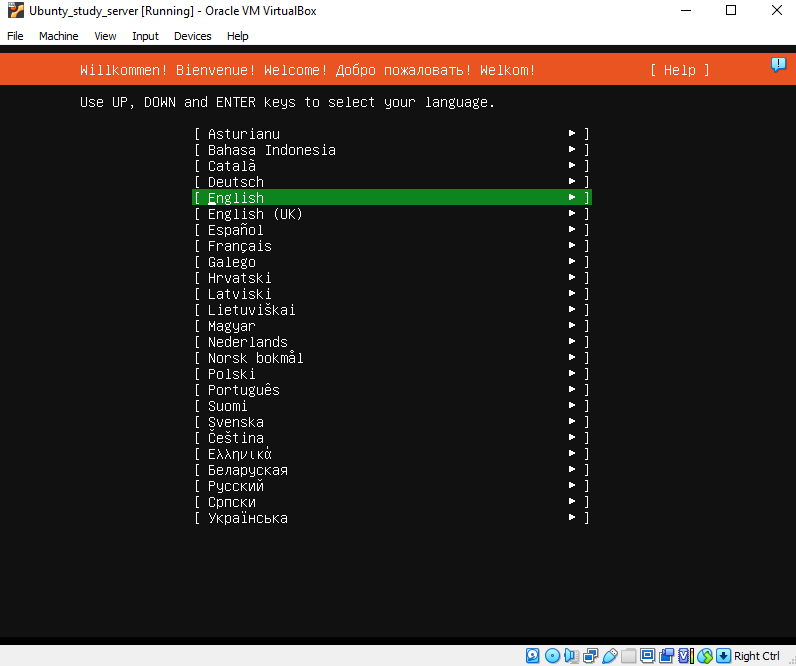 Ubunty_study_server [Running] - Oracle VM VirtualBox
File Machine View Input Devices Help
Willkommen! Bienvenue! Welcome! Добро пожаловать! Welkom! [ Help ]
Use UP, DOWN and ENTER keys to select your language.
[ Asturianu ▸ ]
[ Bahasa Indonesia ▸ ]
[ Català ▸ ]
[ Deutsch ▸ ]
[ English ▸ ]
[ English (UK) ▸ ]
[ Español ▸ ]
[ Français ▸ ]
[ Galego ▸ ]
[ Hrvatski ▸ ]
[ Latviski ▸ ]
[ Lietuviškai ▸ ]
[ Magyar ▸ ]
[ Nederlands ▸ ]
[ Norsk bokmål ▸ ]
[ Polski ▸ ]
[ Português ▸ ]
[ Suomi ▸ ]
[ Svenska ▸ ]
[ Čeština ▸ ]
[ Ελληνικά ▸ ]
[ Беларуская ▸ ]
[ Русский ▸ ]
[ Српски ▸ ]
[ Українська ▸ ]
Right Ctrl